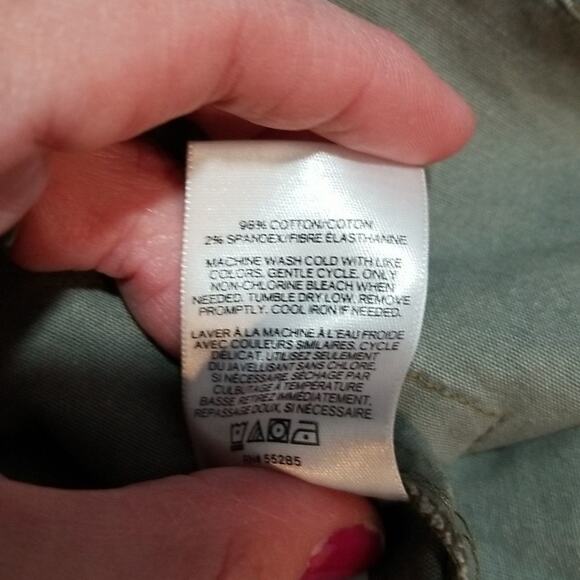 98% COTTON/COTON
2% SPANDEX/FIBRE ÉLASTHANNE
MACHINE WASH COLD WITH LIKE
COLORS. GENTLE CYCLE. ONLY
NON-CHLORINE BLEACH WHEN
NEEDED. TUMBLE DRY LOW. REMOVE
PROMPTLY. COOL IRON IF NEEDED.
LAVER À LA MACHINE À L'EAU FROIDE
AVEC COULEURS SIMILAIRES. CYCLE
DÉLICAT. UTILISEZ SEULEMENT
DU JAVELLISANT SANS CHLORE,
SI NÉCESSAIRE. SÉCHAGE PAR
CULBUTAGE À TEMPÉRATURE
BASSE RETIREZ IMMÉDIATEMENT.
REPASSAGE DOUX, SI NÉCESSAIRE.
RN# 55285